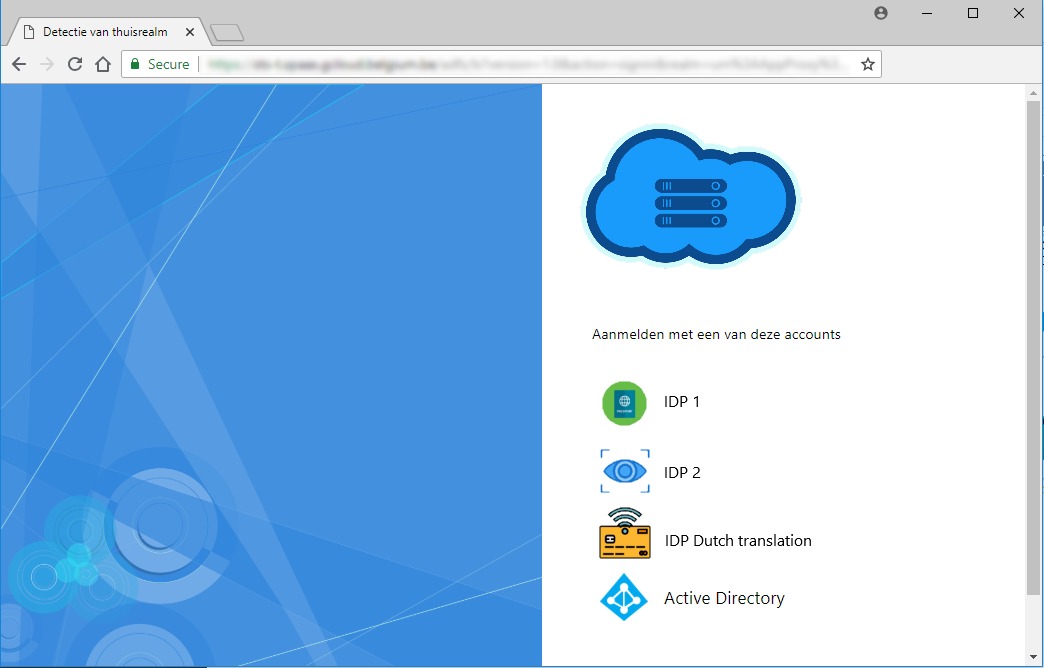 Detectie van thuisrealm
Secure
Aanmelden met een van deze accounts
IDP 1
IDP 2
IDP Dutch translation
Active Directory